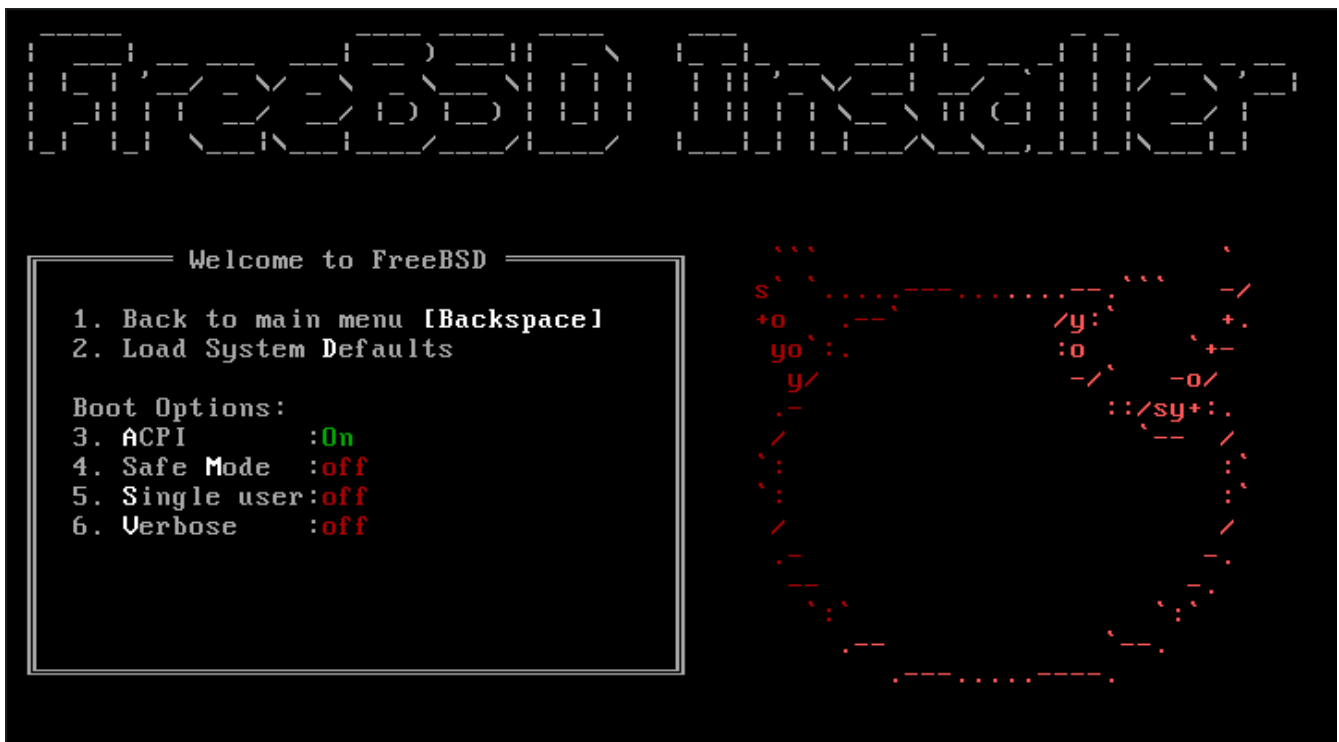 FreeBSD Installer
Welcome to FreeBSD
1. Back to main menu [Backspace]
2. Load System Defaults
Boot Options:
3. ACPI :On
4. Safe Mode :off
5. Single user:off
6. Verbose :off